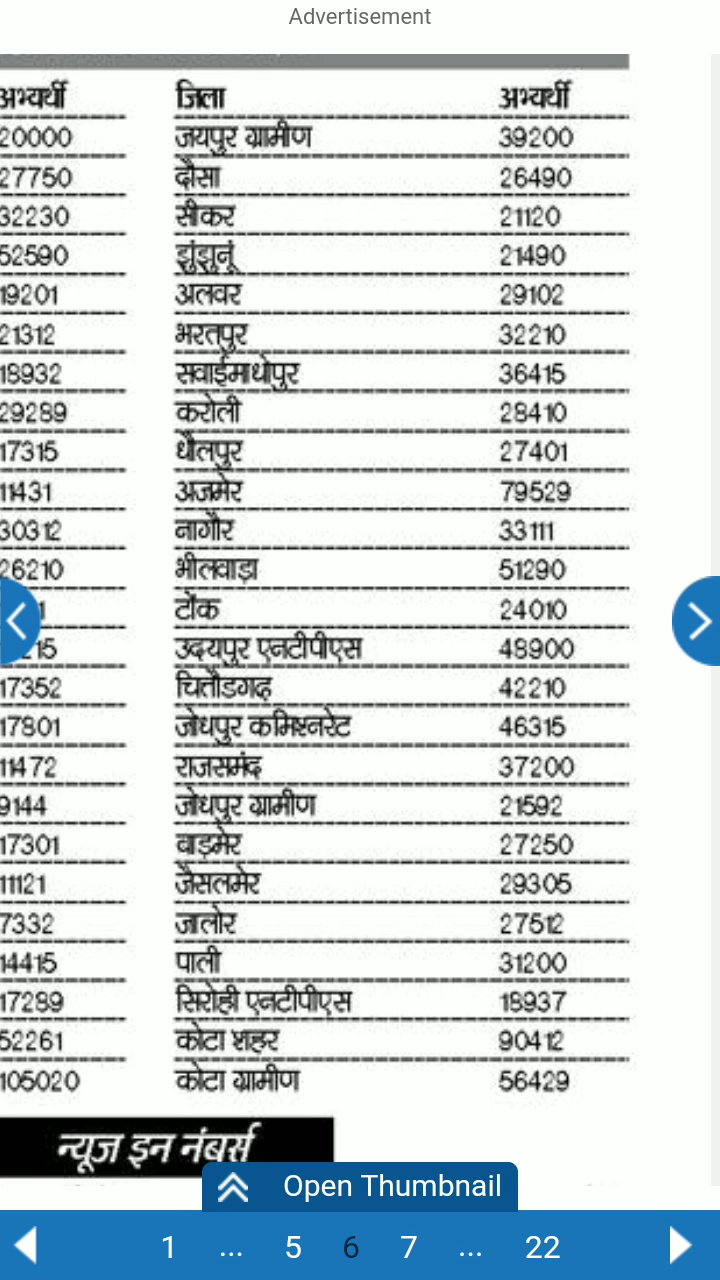 Advertisement
अभ्यर्थी जिला अभ्यर्थी
20000 जयपुर ग्रामीण 39200
27750 दौसा 26490
32230 सीकर 21120
52590 झुंझुनूं 21490
19201 अलवर 29102
21312 भरतपुर 32210
18932 सवाईमाधोपुर 36415
29289 करोली 28410
17315 धौलपुर 27401
11431 अजमेर 79529
30312 नागौर 33111
26210 भीलवाड़ा 51290
1 टोंक 24010
15 उदयपुर एनटीपीएस 48900
17352 चित्तौडगढ़ 42210
17801 जोधपुर कमिश्नरेट 46315
11472 राजसमंद 37200
9144 जोधपुर ग्रामीण 21592
17301 बाड़मेर 27250
11121 जैसलमेर 29305
7332 जालोर 27512
14415 पाली 31200
17289 सिरोही एनटीपीएस 18937
52261 कोटा शहर 90412
105020 कोटा ग्रामीण 56429
न्यूज इन नंबर्स
Open Thumbnail
1 ... 5 6 7 ... 22